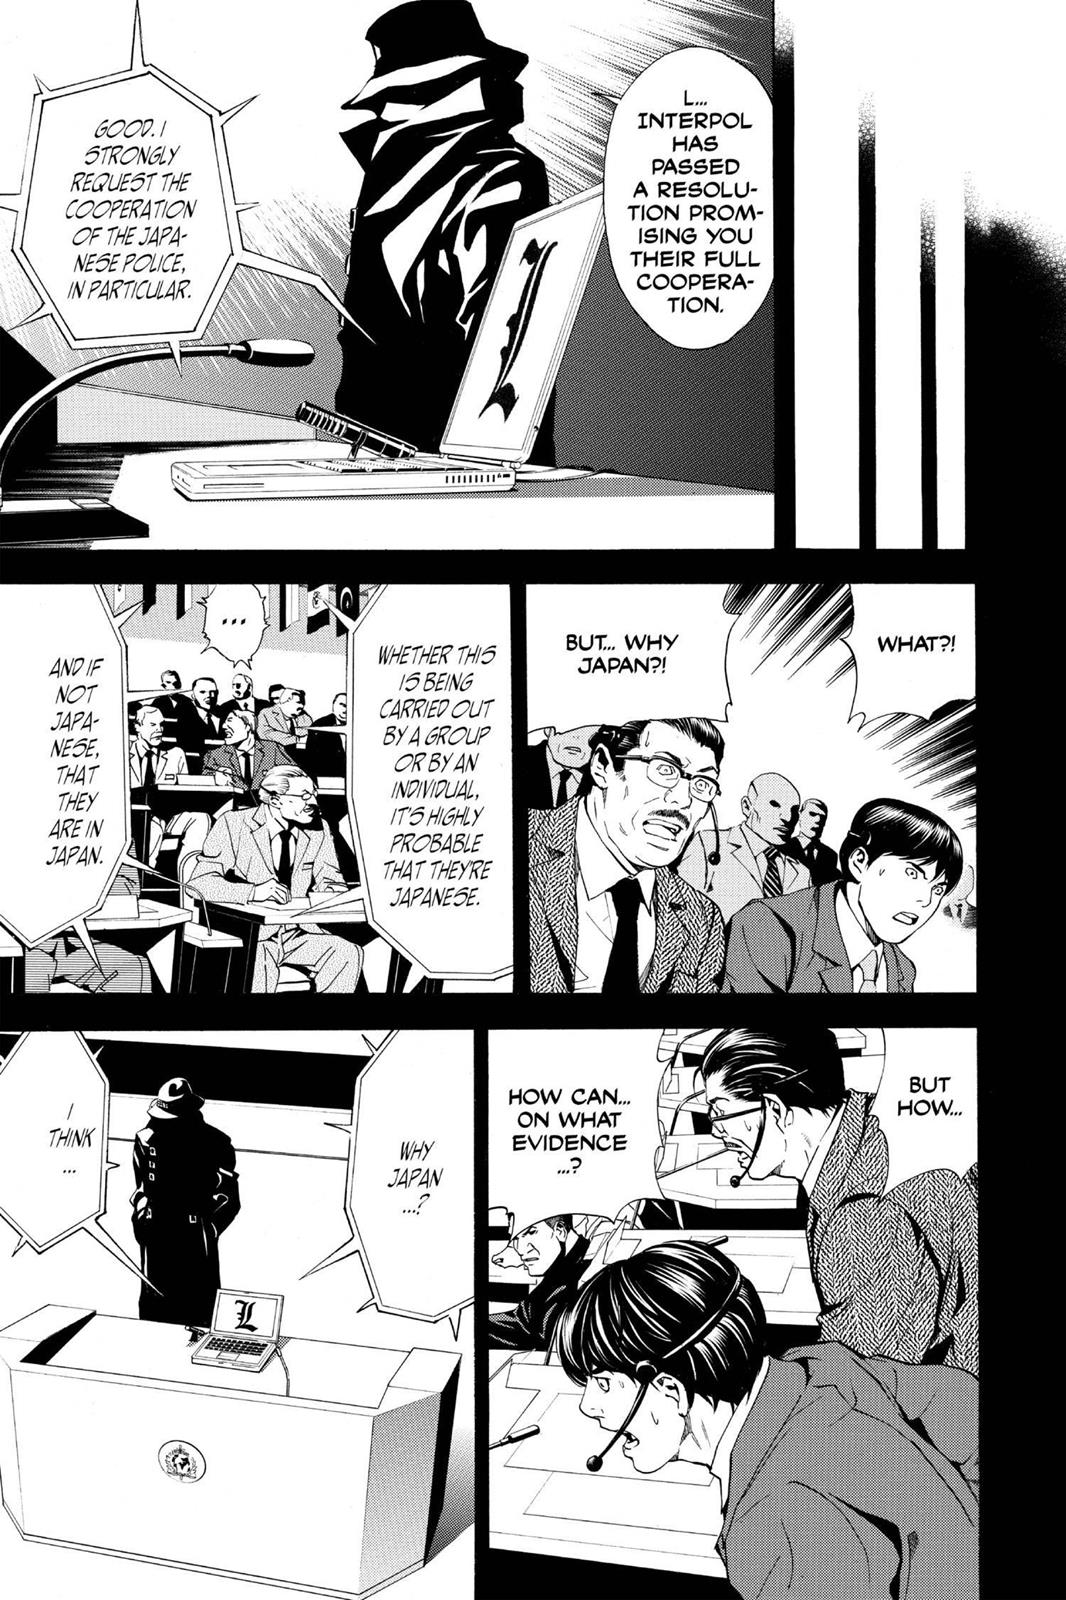 L...
INTERPOL
HAS
PASSED
A RESOLU-
TION PROM-
ISING YOU
THEIR FULL
COOPERA-
TION.
GOOD. I
STRONGLY
REQUEST THE
COOPERATION
OF THE JAPA-
NESE POLICE,
IN PARTICULAR.
WHAT?!
BUT... WHY
JAPAN?!
WHETHER THIS
IS BEING
CARRIED OUT
BY A GROUP
OR BY AN
INDIVIDUAL,
IT'S HIGHLY
PROBABLE
THAT THEY'RE
JAPANESE.
...
AND IF
NOT
JAPA-
NESE,
THAT
THEY
ARE IN
JAPAN.
BUT
HOW...
HOW CAN...
ON WHAT
EVIDENCE
...?
WHY
JAPAN
...?
I
THINK
...
L